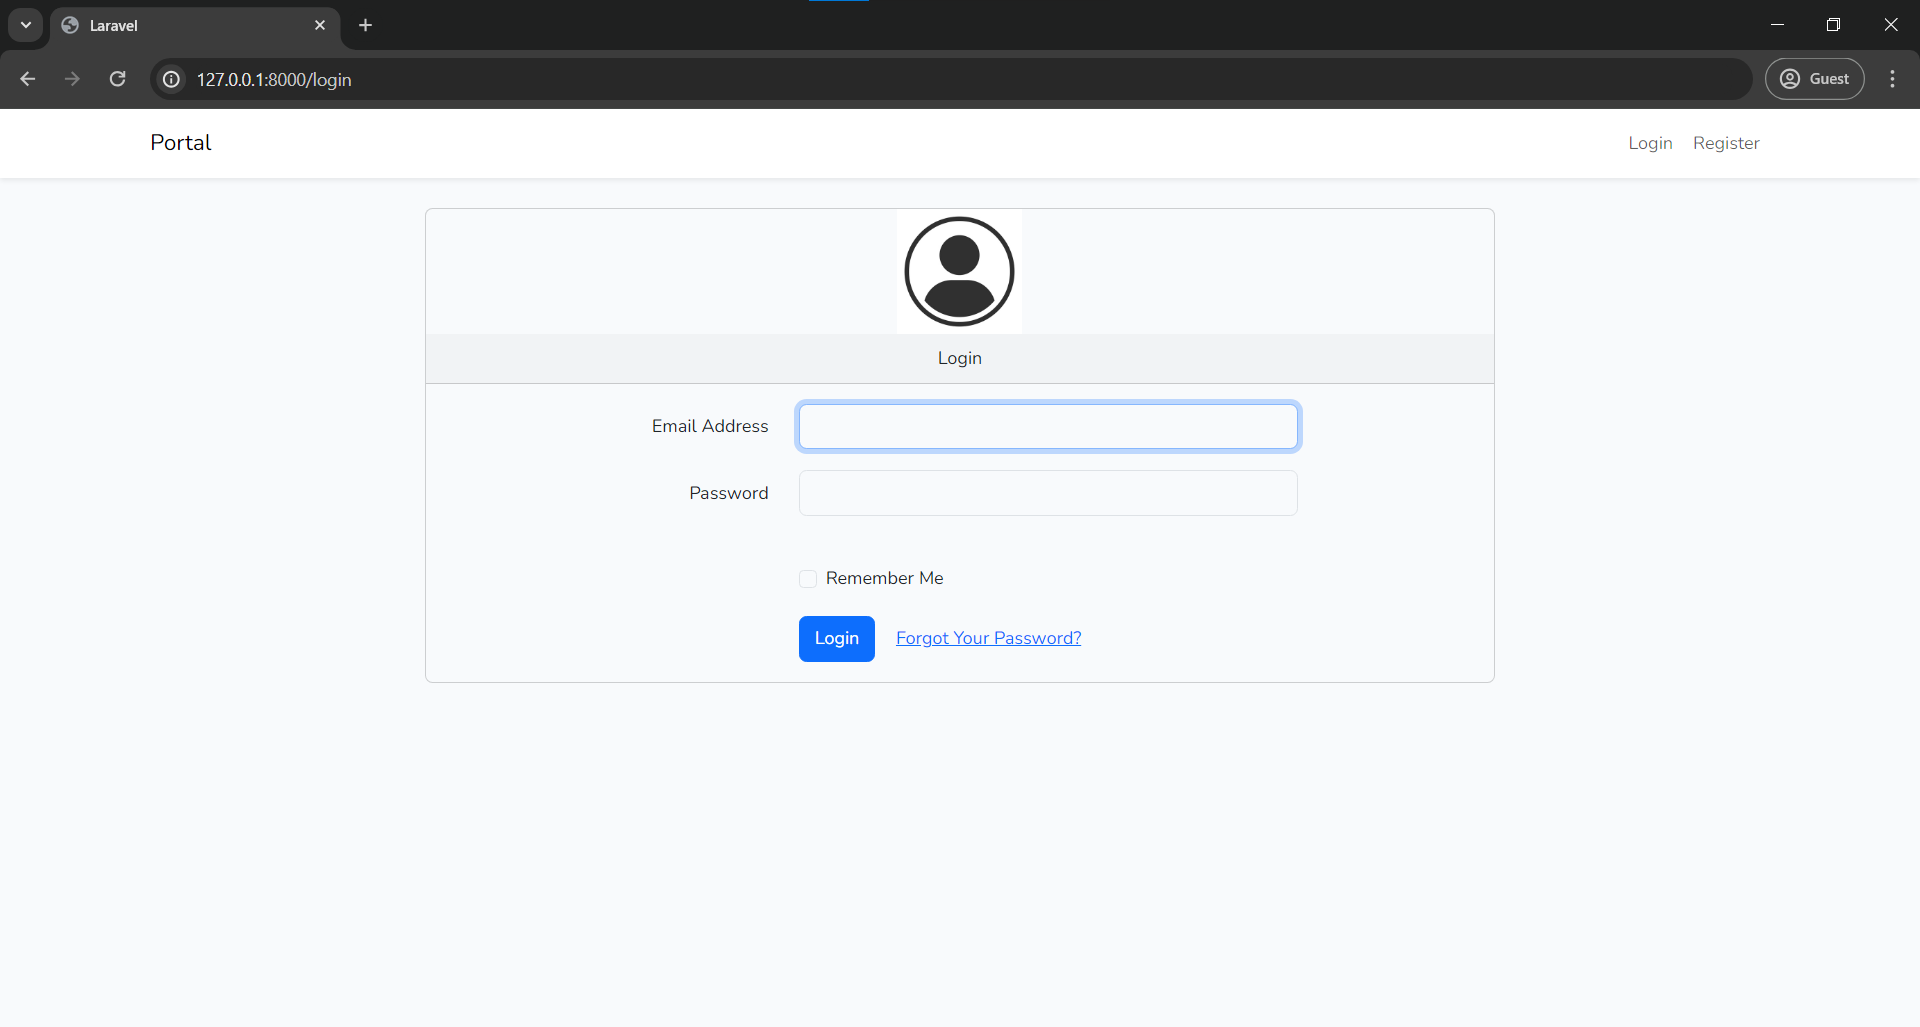 Laravel
127.0.0.1:8000/login
Guest
Portal
Login Register
Login
Email Address
Password
Remember Me
Login Forgot Your Password?